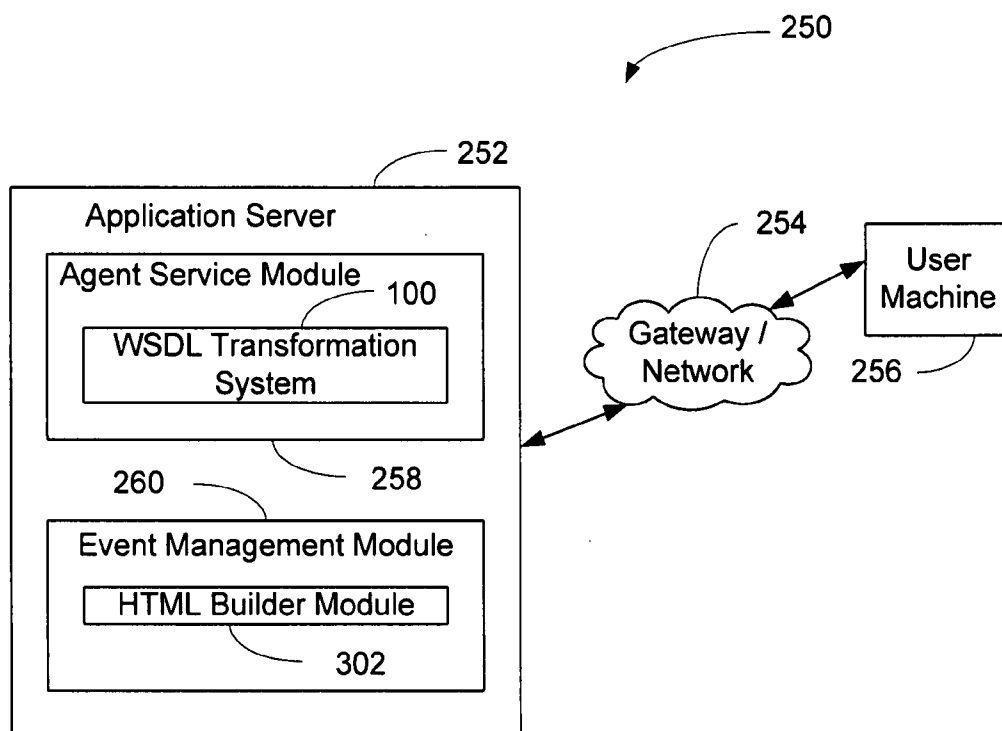 250
252
Application Server
254
Agent Service Module
User
Machine
100
WSDL Transformation
System
Gateway /
Network
256
258
260
Event Management Module
HTML Builder Module
302